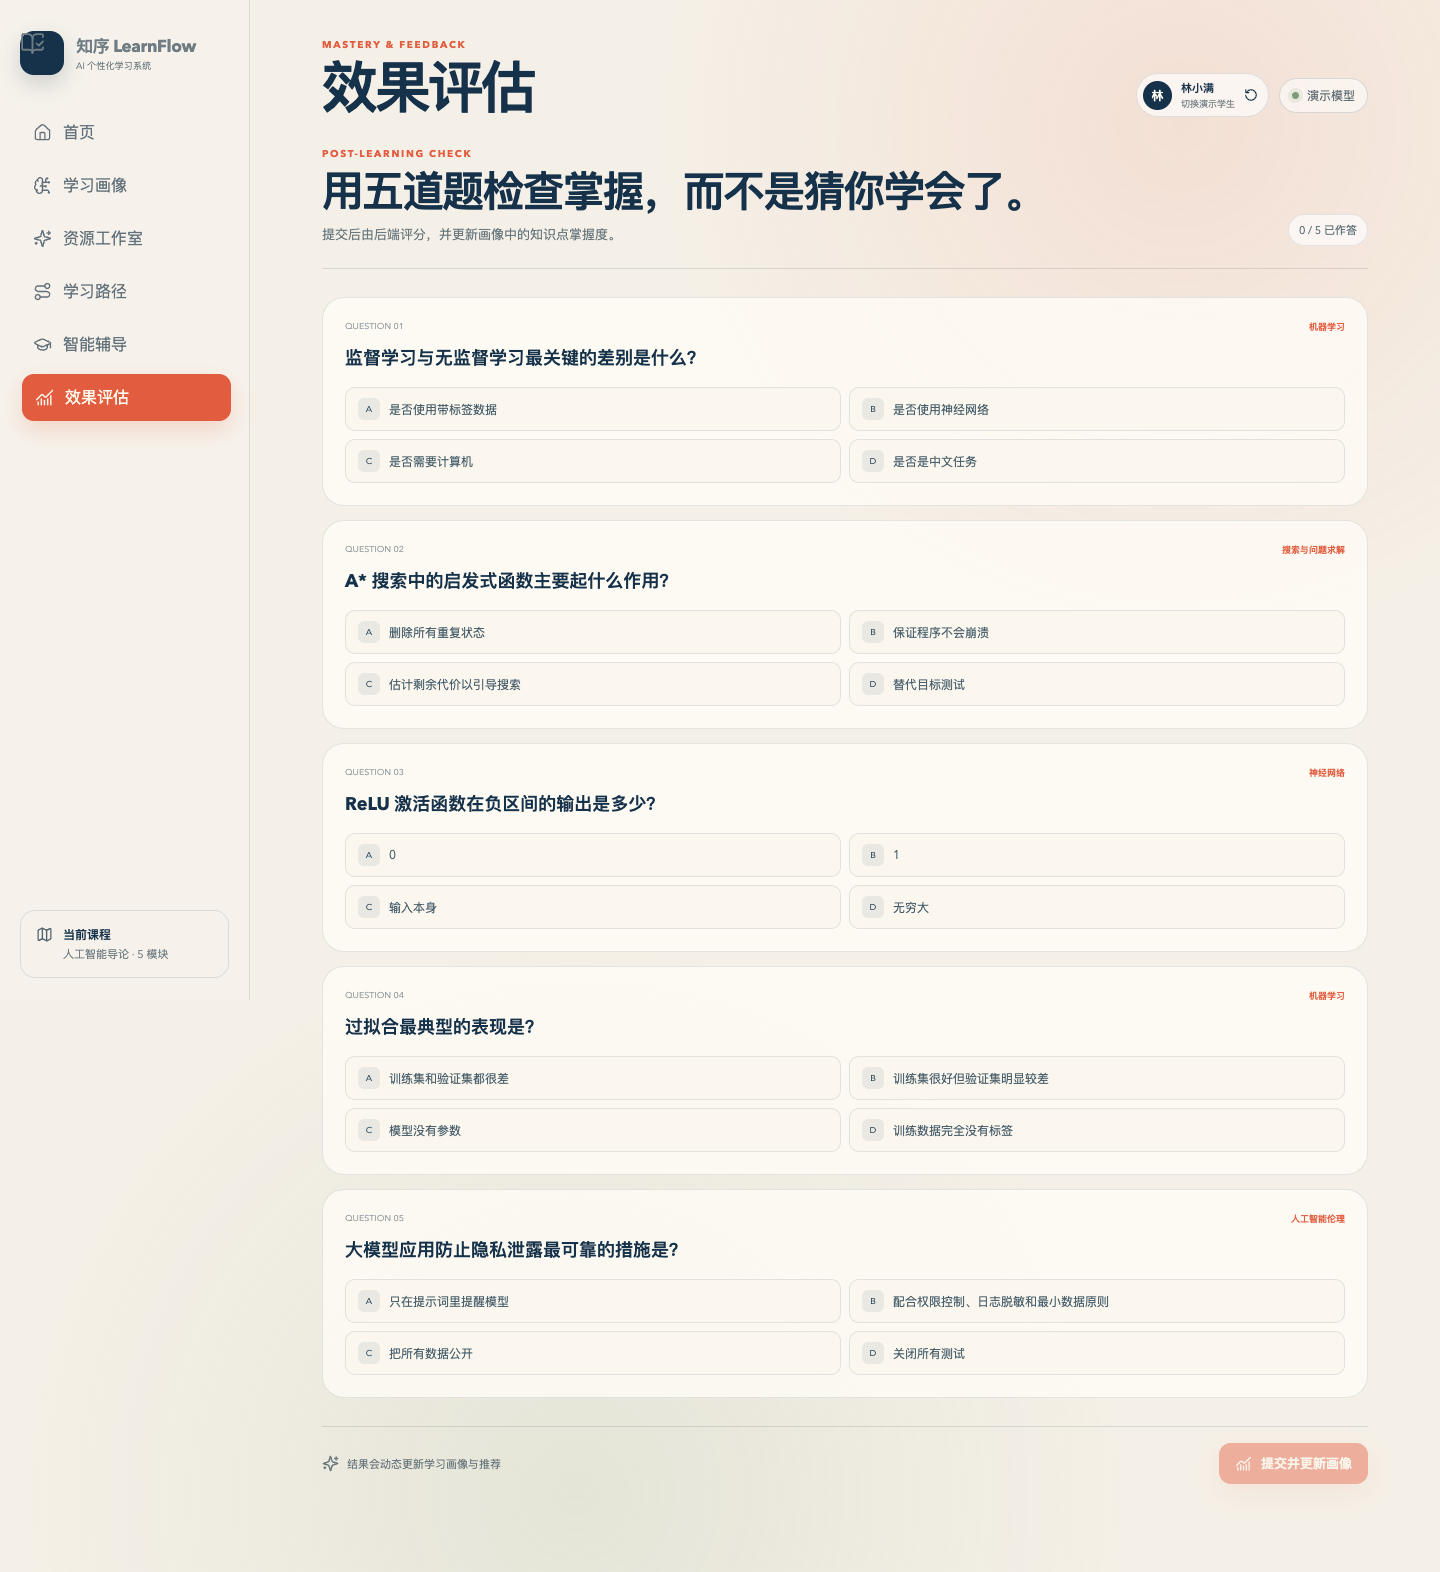 知序 LearnFlow
AI 个性化学习系统
首页
学习画像
资源工作室
学习路径
智能辅导
效果评估
当前课程
人工智能导论 · 5 模块
MASTERY & FEEDBACK
效果评估
林
林小满
切换演示学生
演示模型
POST-LEARNING CHECK
用五道题检查掌握，而不是猜你学会了。
提交后由后端评分，并更新画像中的知识点掌握度。
0 / 5 已作答
QUESTION 01
机器学习
监督学习与无监督学习最关键的差别是什么？
A 是否使用带标签数据
B 是否使用神经网络
C 是否需要计算机
D 是否是中文任务
QUESTION 02
搜索与问题求解
A* 搜索中的启发式函数主要起什么作用？
A 删除所有重复状态
B 保证程序不会崩溃
C 估计剩余代价以引导搜索
D 替代目标测试
QUESTION 03
神经网络
ReLU 激活函数在负区间的输出是多少？
A 0
B 1
C 输入本身
D 无穷大
QUESTION 04
机器学习
过拟合最典型的表现是？
A 训练集和验证集都很差
B 训练集很好但验证集明显较差
C 模型没有参数
D 训练数据完全没有标签
QUESTION 05
人工智能伦理
大模型应用防止隐私泄露最可靠的措施是？
A 只在提示词里提醒模型
B 配合权限控制、日志脱敏和最小数据原则
C 把所有数据公开
D 关闭所有测试
结果会动态更新学习画像与推荐
提交并更新画像